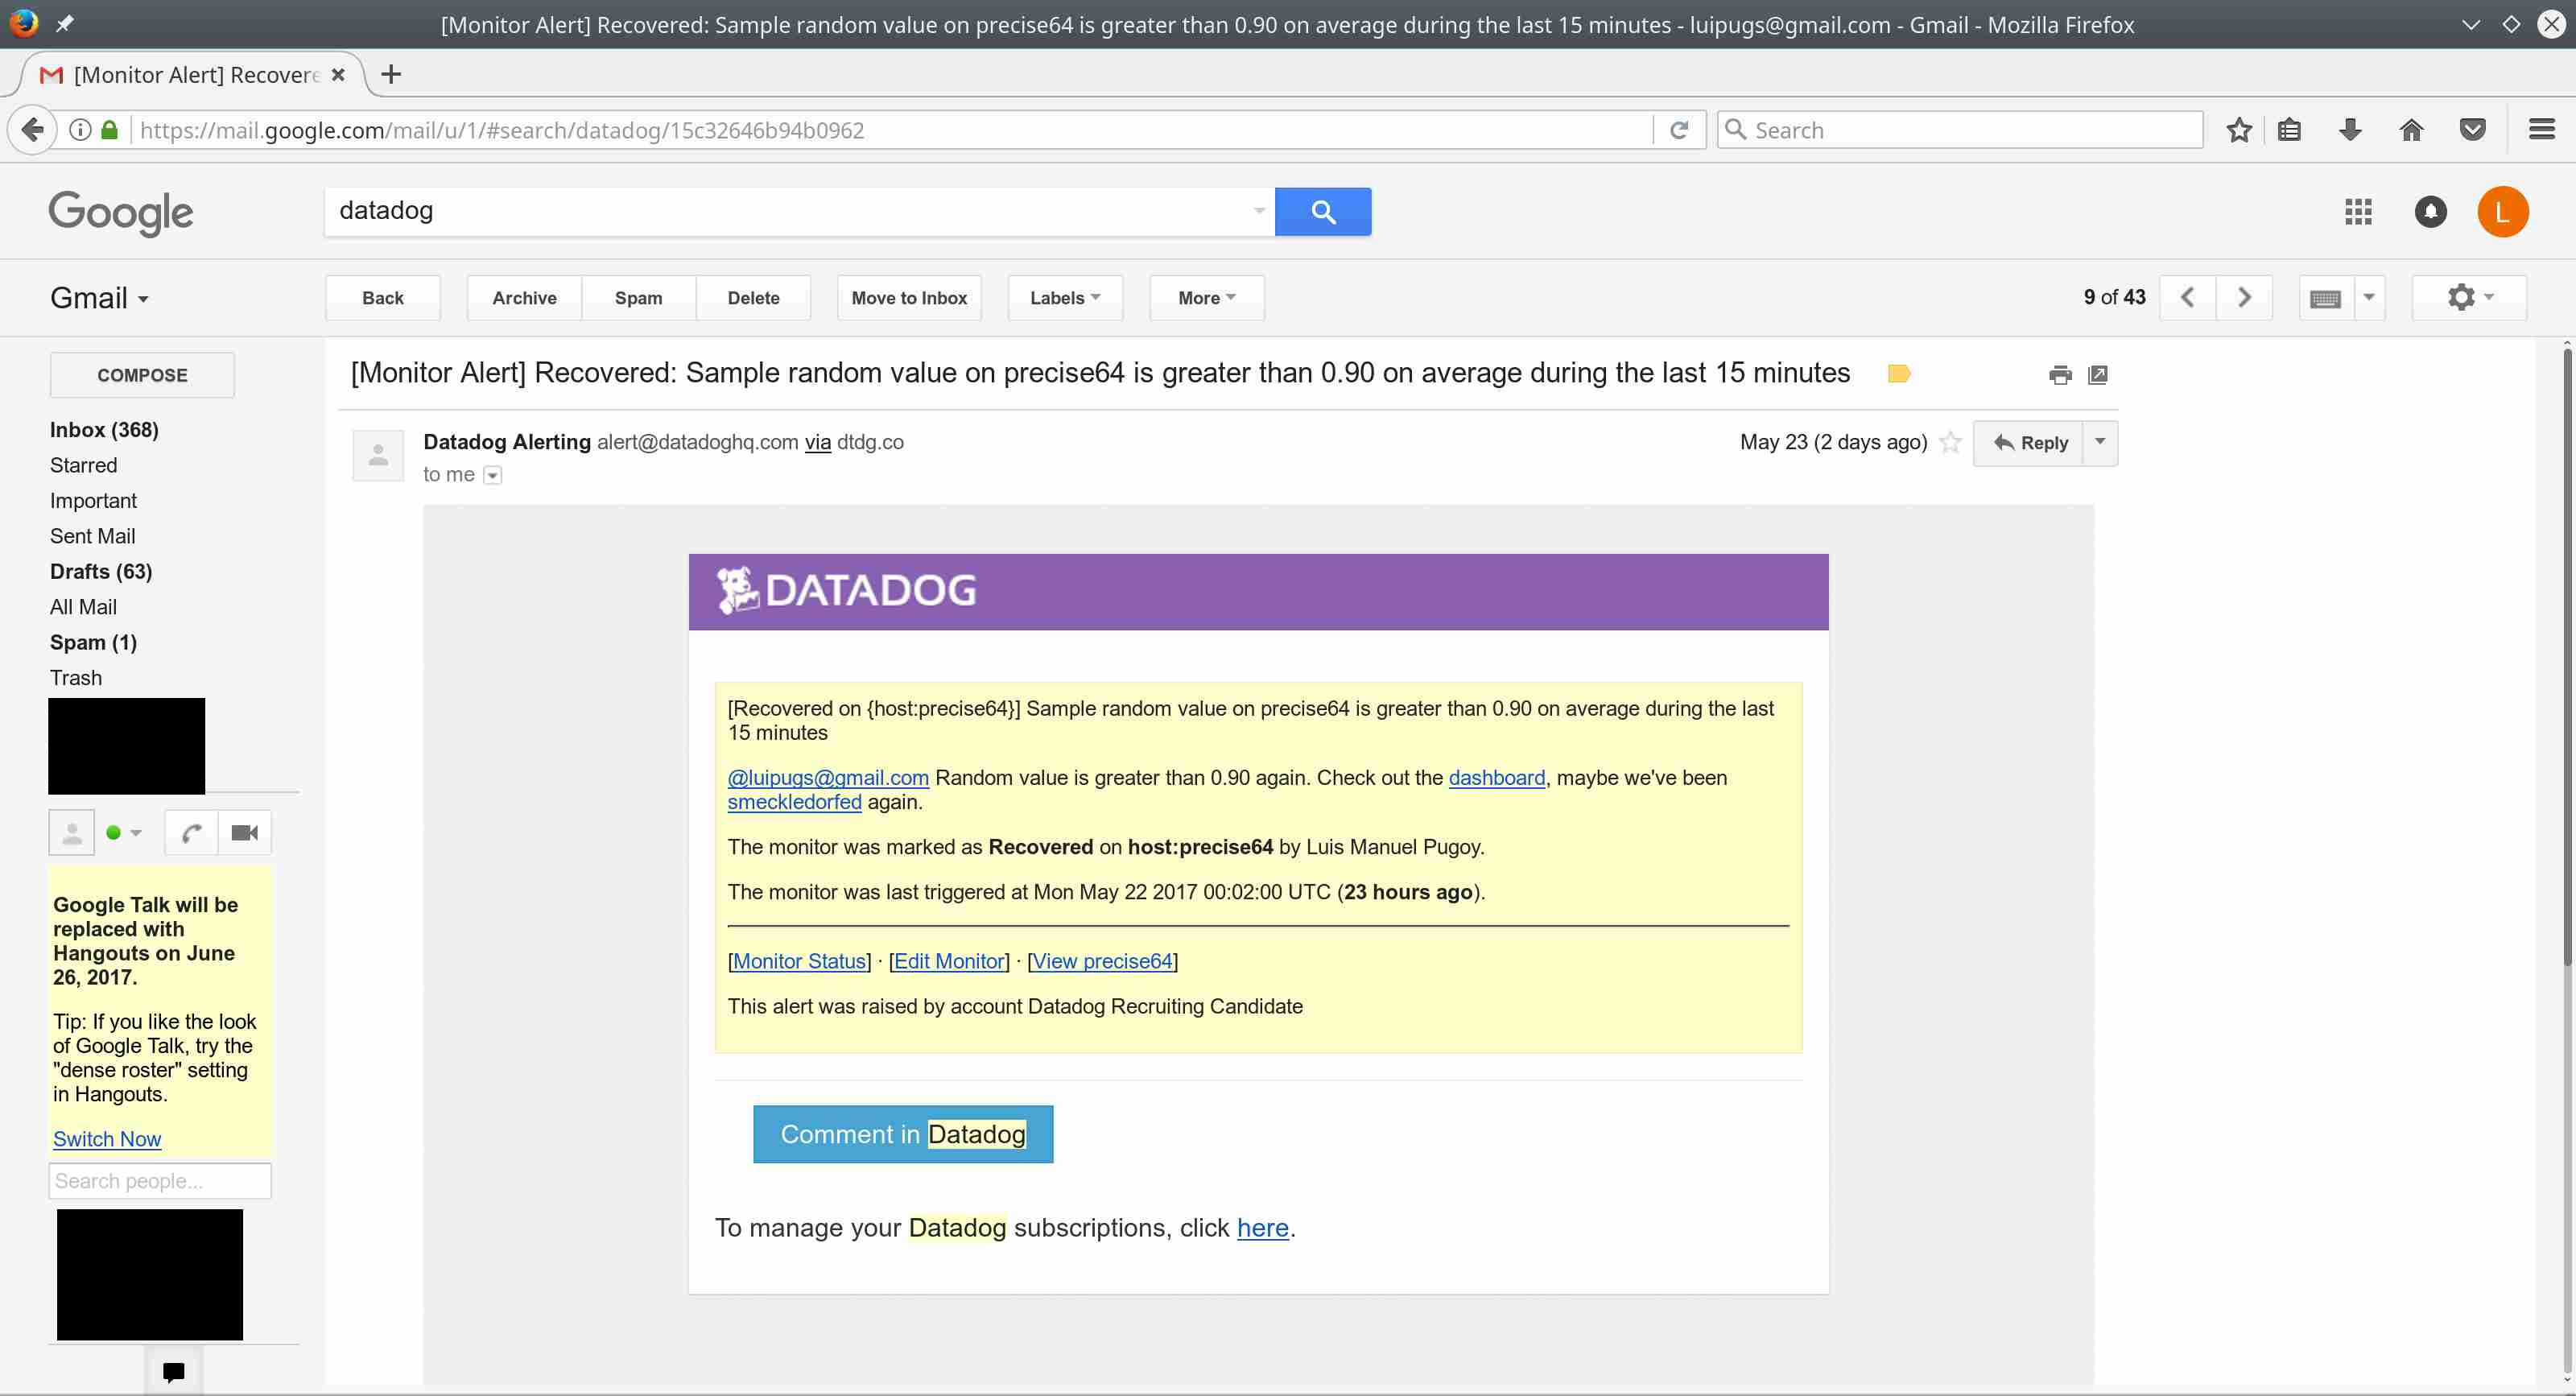 [Monitor Alert] Recovered: Sample random value on precise64 is greater than 0.90 on average during the last 15 minutes - luipugs@gmail.com - Gmail - Mozilla Firefox
[Monitor Alert] Recovere
https://mail.google.com/mail/u/1/#search/datadog/15c32646b94b0962
Search
Google
datadog
L
Gmail
Back
Archive
Spam
Delete
Move to Inbox
Labels
More
9 of 43
COMPOSE
Inbox (368)
Starred
Important
Sent Mail
Drafts (63)
All Mail
Spam (1)
Trash
Google Talk will be
replaced with
Hangouts on June
26, 2017.
Tip: If you like the look
of Google Talk, try the
"dense roster" setting
in Hangouts.
Switch Now
Search people...
[Monitor Alert] Recovered: Sample random value on precise64 is greater than 0.90 on average during the last 15 minutes
Datadog Alerting alert@datadoghq.com via dtdg.co
May 23 (2 days ago)
Reply
to me
DATADOG
[Recovered on {host:precise64}] Sample random value on precise64 is greater than 0.90 on average during the last
15 minutes
@luipugs@gmail.com Random value is greater than 0.90 again. Check out the dashboard, maybe we've been
smeckledorfed again.
The monitor was marked as Recovered on host:precise64 by Luis Manuel Pugoy.
The monitor was last triggered at Mon May 22 2017 00:02:00 UTC (23 hours ago).
[Monitor Status] · [Edit Monitor] · [View precise64]
This alert was raised by account Datadog Recruiting Candidate
Comment in Datadog
To manage your Datadog subscriptions, click here.